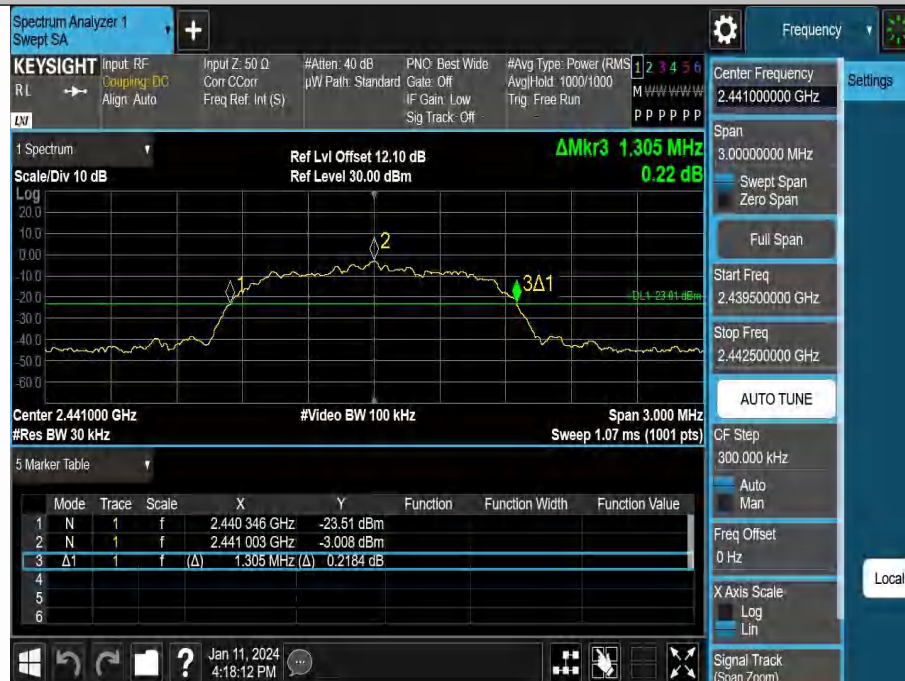 Spectrum Analyzer 1
Swept SA
+
Frequency
KEYSIGHT
RL
LXI
Input: RF
Coupling: DC
Align: Auto
Input Z: 50 Ω
Corr CCorr
Freq Ref: Int (S)
#Atten: 40 dB
µW Path: Standard
PNO: Best Wide
Gate: Off
IF Gain: Low
Sig Track: Off
#Avg Type: Power (RMS
Avg|Hold: 1000/1000
Trig: Free Run
1 2 3 4 5 6
M W W W W W
P P P P P P
Settings
1 Spectrum
Scale/Div 10 dB
Ref Lvl Offset 12.10 dB
Ref Level 30.00 dBm
ΔMkr3 1.305 MHz
0.22 dB
Log
20.0
10.0
0.00
-10.0
-20.0
-30.0
-40.0
-50.0
-60.0
1
2
3Δ1
DL1 -23.01 dBm
Center 2.441000 GHz
#Res BW 30 kHz
#Video BW 100 kHz
Span 3.000 MHz
Sweep 1.07 ms (1001 pts)
5 Marker Table
Mode Trace Scale X Y Function Function Width Function Value
1 N 1 f 2.440 346 GHz -23.51 dBm
2 N 1 f 2.441 003 GHz -3.008 dBm
3 Δ1 1 f (Δ) 1.305 MHz (Δ) 0.2184 dB
4
5
6
Jan 11, 2024
4:18:12 PM
?
Center Frequency
2.441000000 GHz
Span
3.00000000 MHz
Swept Span
Zero Span
Full Span
Start Freq
2.439500000 GHz
Stop Freq
2.442500000 GHz
AUTO TUNE
CF Step
300.000 kHz
Auto
Man
Freq Offset
0 Hz
X Axis Scale
Log
Lin
Signal Track
(Span Zoom)
Local